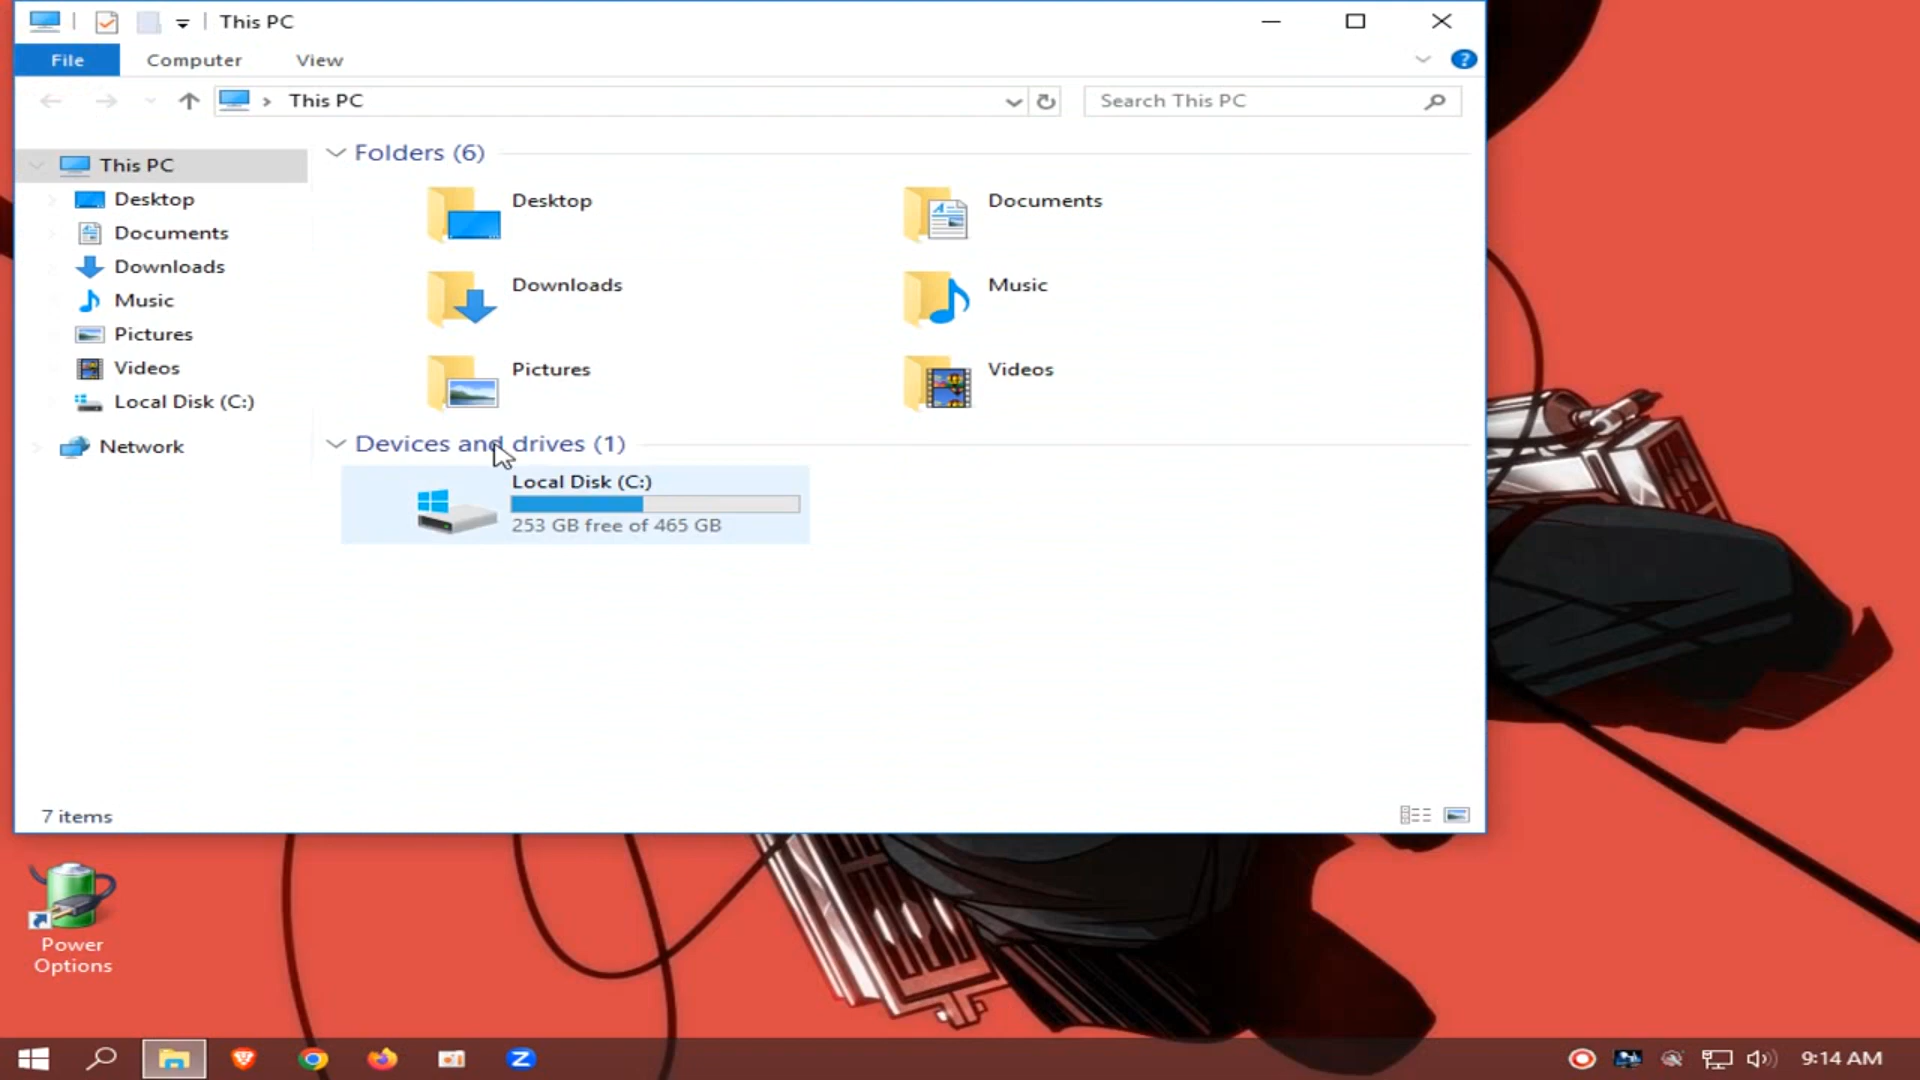 This PC
File Computer View
This PC
Search This PC
This PC
Desktop
Documents
Downloads
Music
Pictures
Videos
Local Disk (C:)
Network
Folders (6)
Desktop
Documents
Downloads
Music
Pictures
Videos
Devices and drives (1)
Local Disk (C:)
253 GB free of 465 GB
7 items
Power
Options
9:14 AM